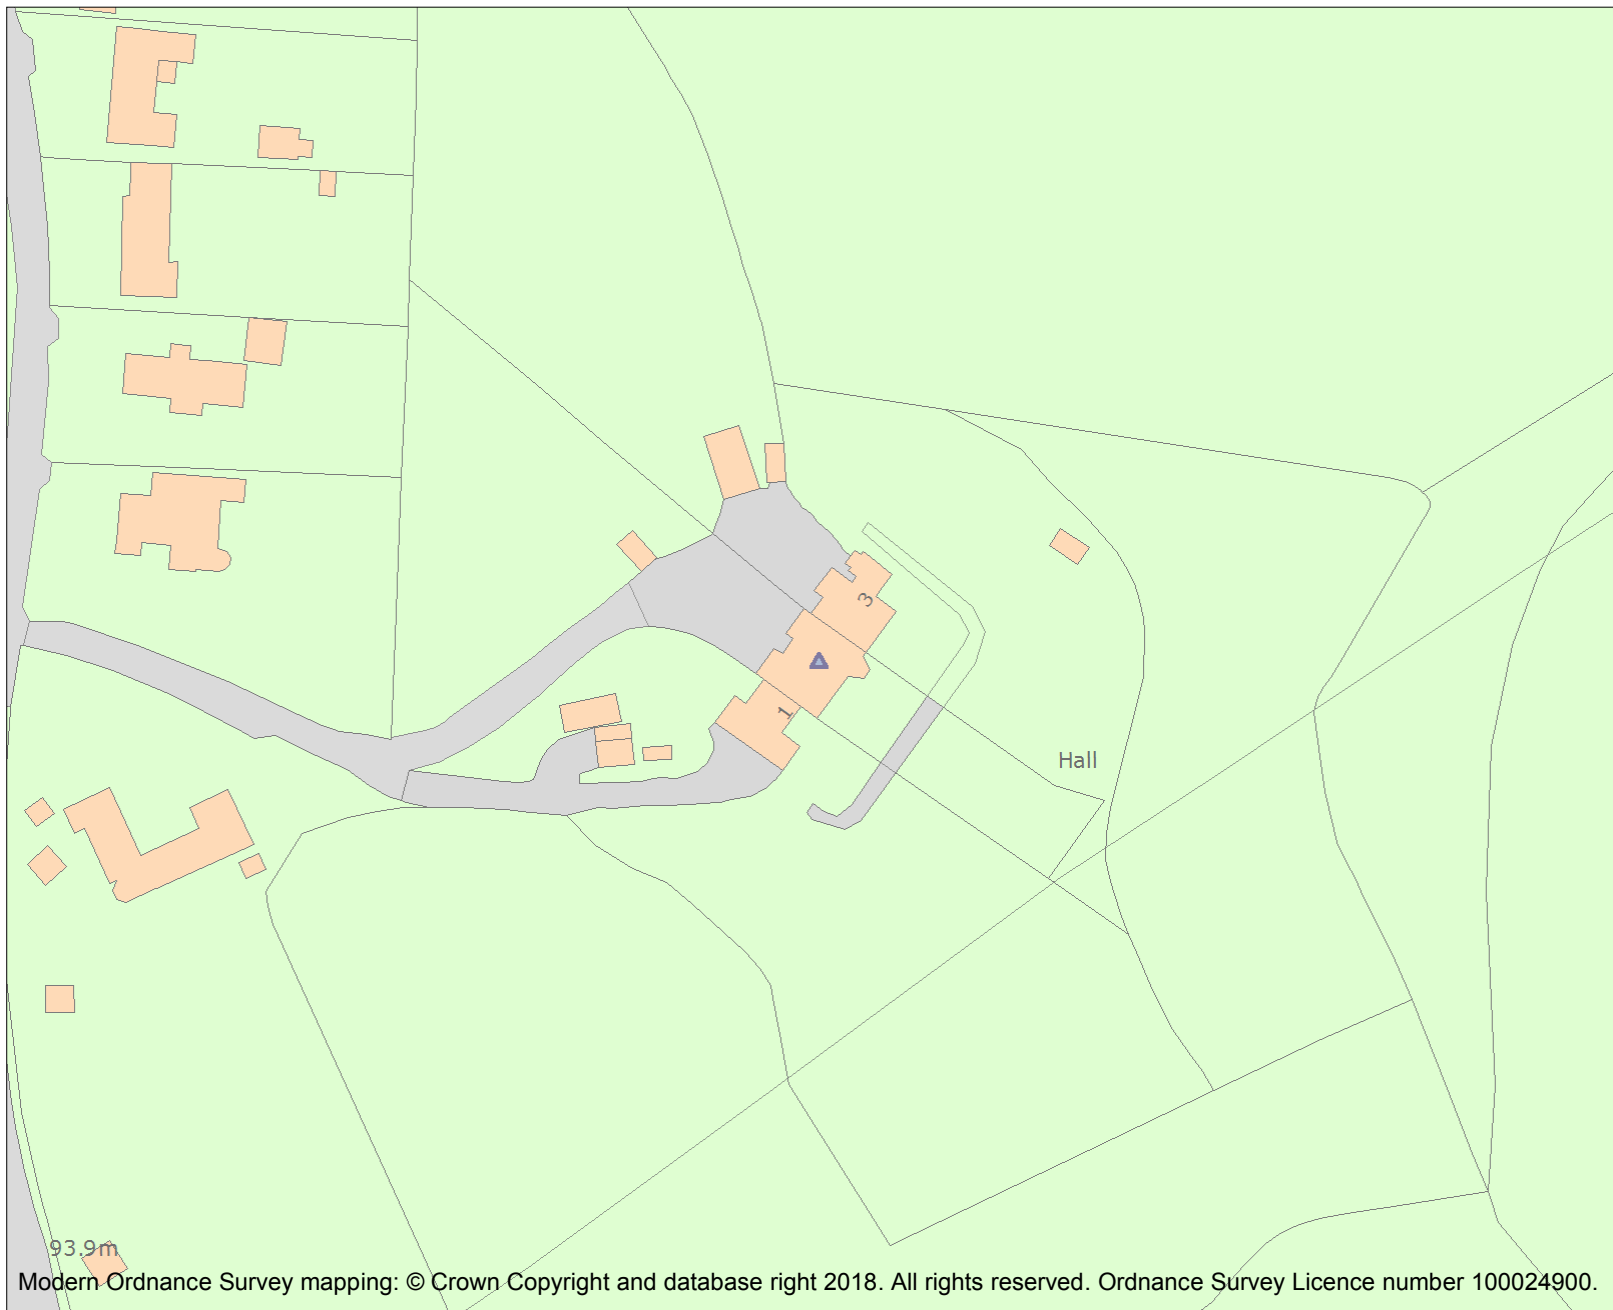 3
1
Hall
93.9m
Modern Ordnance Survey mapping: © Crown Copyright and database right 2018. All rights reserved. Ordnance Survey Licence number 100024900.